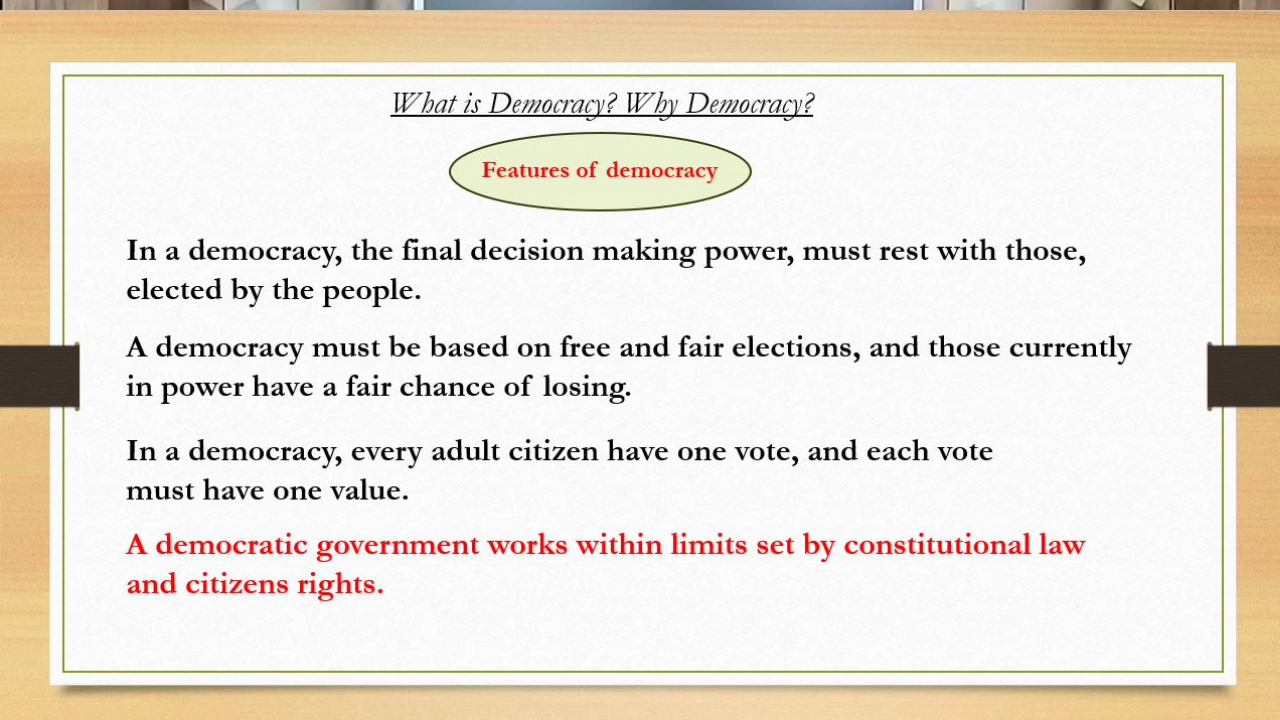 What is Democracy? Why Democracy?
Features of democracy
In a democracy, the final decision making power, must rest with those,
elected by the people.
A democracy must be based on free and fair elections, and those currently
in power have a fair chance of losing.
In a democracy, every adult citizen have one vote, and each vote
must have one value.
A democratic government works within limits set by constitutional law
and citizens rights.